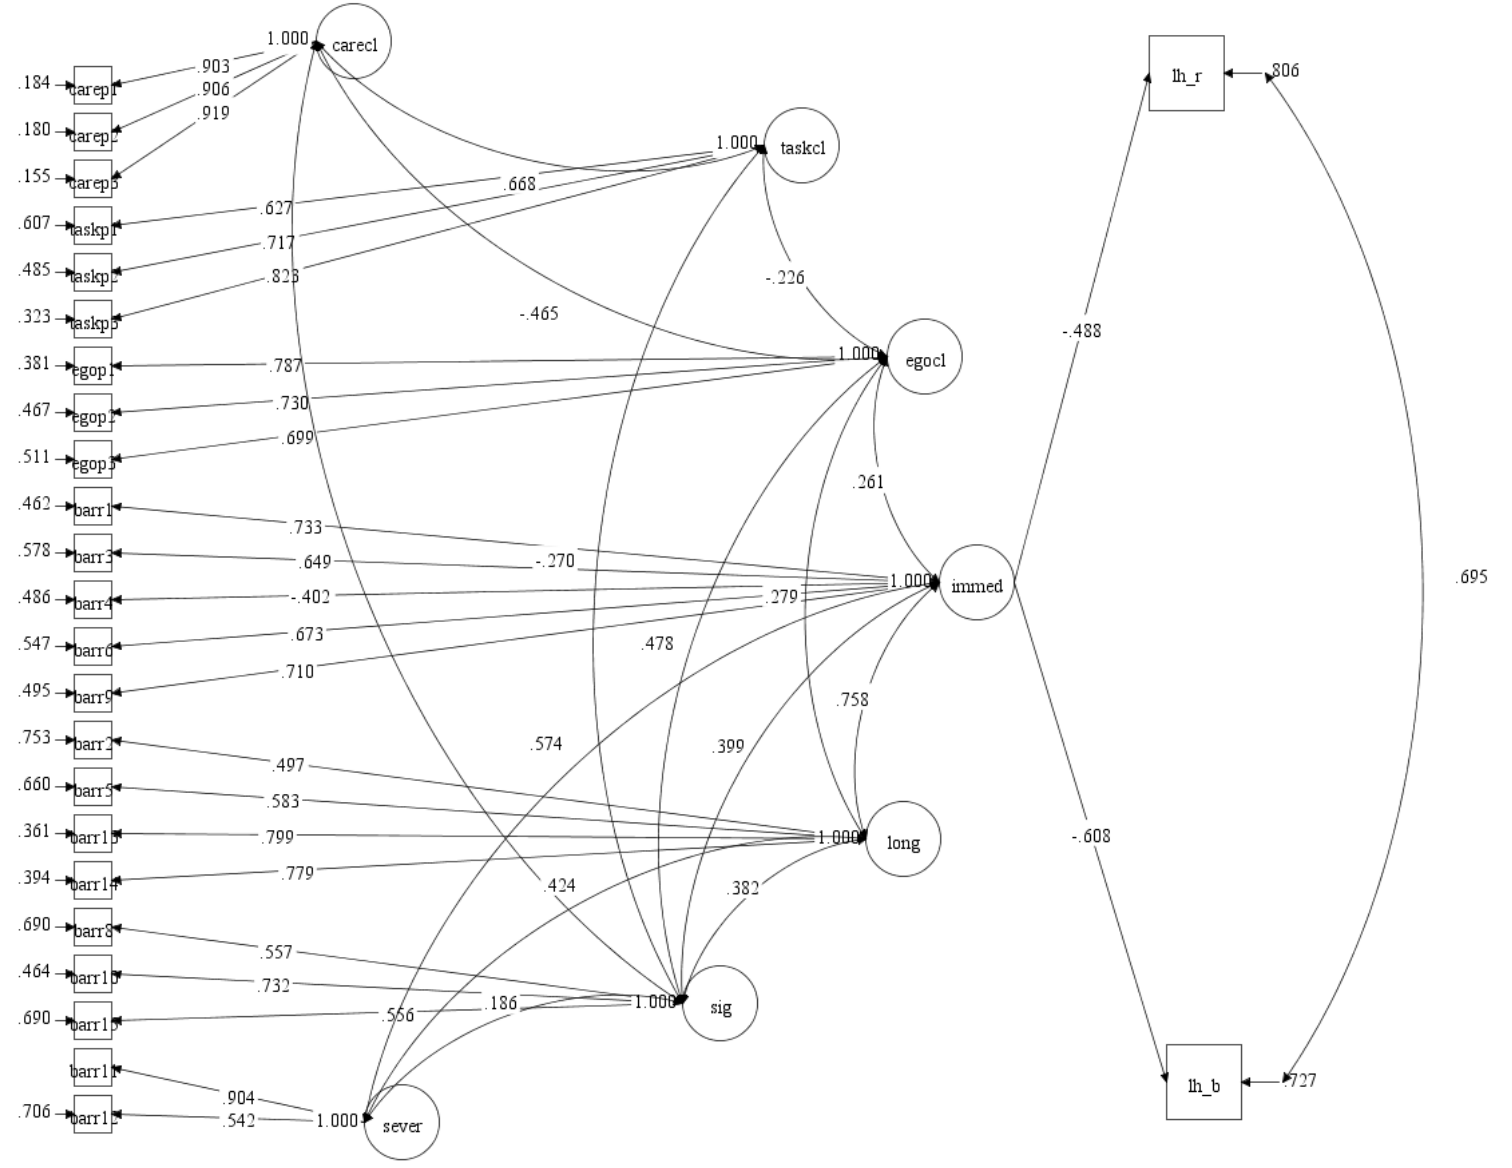 1.000 carecl
.903
.906
.919
.184 carep1
.180 carep2
.155 carep3
1.000 taskcl
.668
.627
.717
.823
.607 taskp1
.485 taskp2
.323 taskp3
-.226
-.465
.381 egop1 .787 1.000 egocl
.467 egop2 .730
.511 egop3 .699
.261
.462 barr1 .733
.578 barr3 .649 -.270 1.000 immed
.486 barr4 -.402 .279
.547 barr6 .673 .478
.495 barr9 .710 .758
.753 barr2 .497 .574 .399
.660 barr5 .583
.361 barr13 .799 1.000 long
.394 barr14 .779 .424 .382
.690 barr8 .557
.464 .732 .186 1.000 sig
.690 .556
barr11 .904
.706 barr12 .542 1.000 sever
lh_r .806
-.488
.695
-.608
lh_b .727